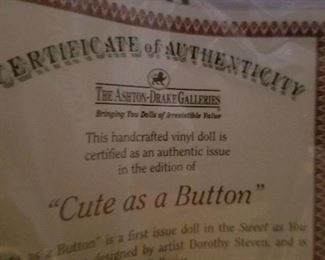 CERTIFICATE of AUTHENTICITY
THE ASHTON-DRAKE GALLERIES
Bringing You Dolls of Irresistible Value
This handcrafted vinyl doll is
certified as an authentic issue
in the edition of
"Cute as a Button"
as a Button" is a first issue doll in the Sweet as You
designed by artist Dorothy Steven, and is